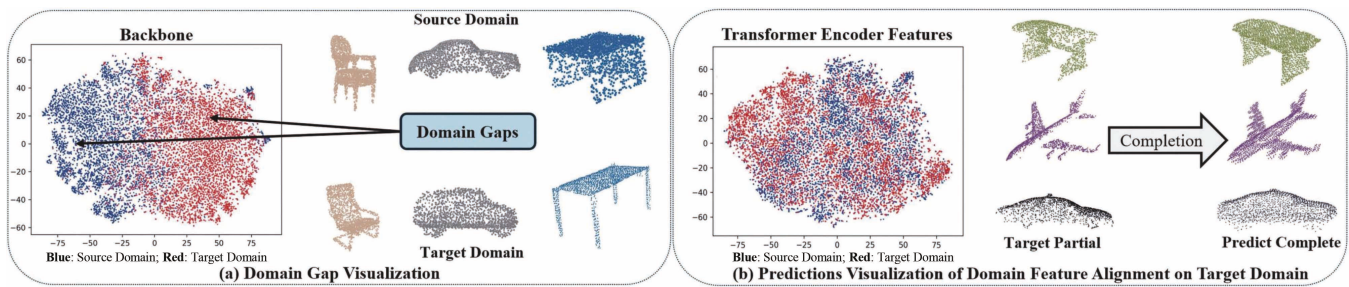 Backbone
Source Domain
60
40
20
0
−20
−40
−60
−75 −50 −25 0 25 50 75
Domain Gaps
Target Domain
Blue: Source Domain; Red: Target Domain
(a) Domain Gap Visualization
Transformer Encoder Features
60
40
20
0
−20
−40
−60
−75 −50 −25 0 25 50 75
Completion
Target Partial
Predict Complete
Blue: Source Domain; Red: Target Domain
(b) Predictions Visualization of Domain Feature Alignment on Target Domain